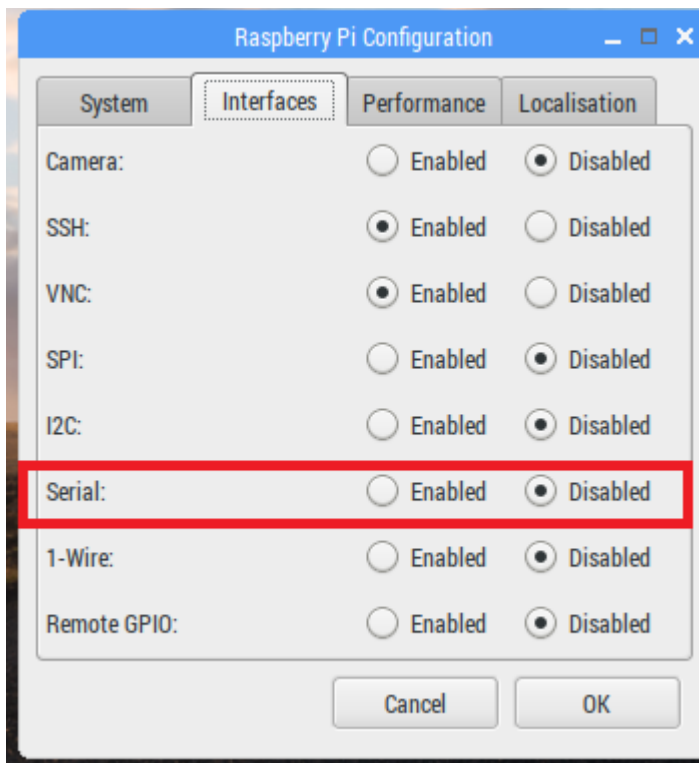 Raspberry Pi Configuration
System Interfaces Performance Localisation
Camera: Enabled Disabled
SSH: Enabled Disabled
VNC: Enabled Disabled
SPI: Enabled Disabled
I2C: Enabled Disabled
Serial: Enabled Disabled
1-Wire: Enabled Disabled
Remote GPIO: Enabled Disabled
Cancel OK